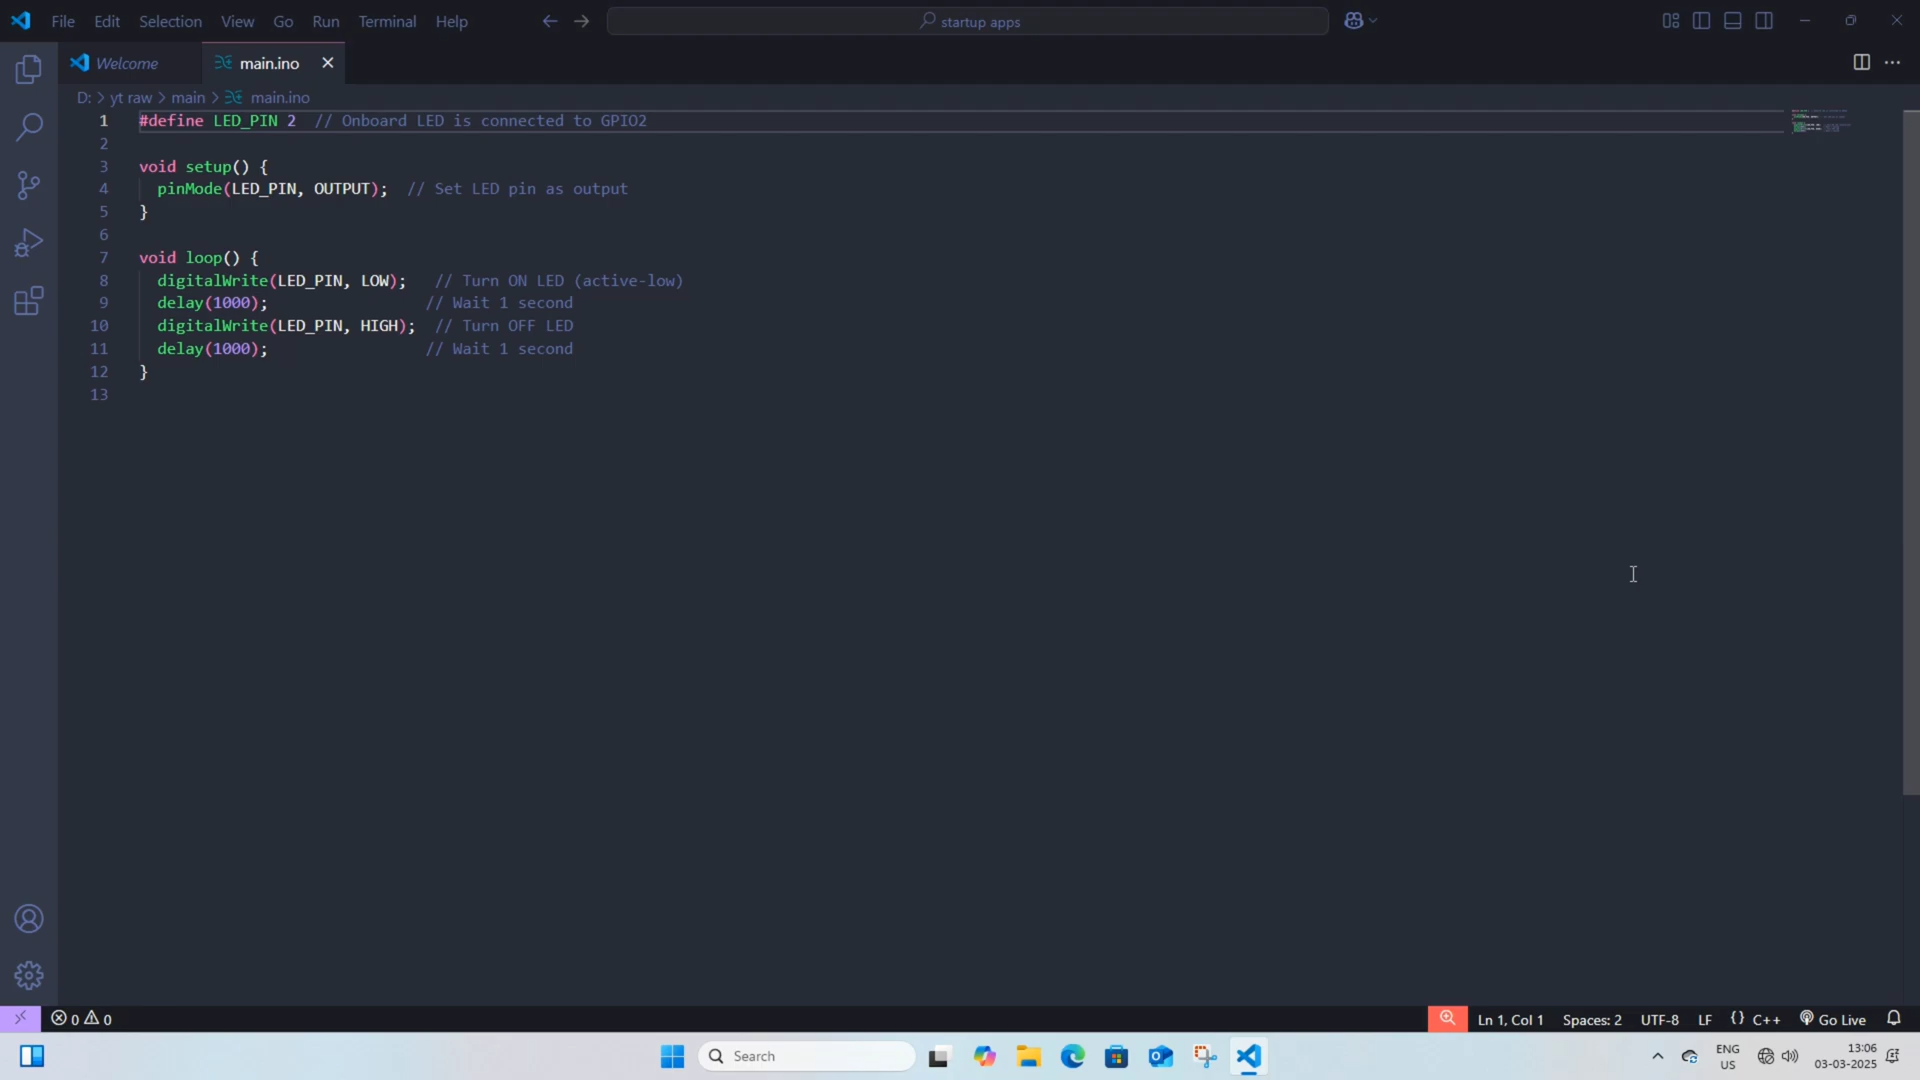 File Edit Selection View Go Run Terminal Help startup apps
Welcome main.ino
D: > yt raw > main > main.ino
1 #define LED_PIN 2  // Onboard LED is connected to GPIO2
2
3 void setup() {
4   pinMode(LED_PIN, OUTPUT);  // Set LED pin as output
5 }
6
7 void loop() {
8   digitalWrite(LED_PIN, LOW);   // Turn ON LED (active-low)
9   delay(1000);                 // Wait 1 second
10   digitalWrite(LED_PIN, HIGH);  // Turn OFF LED
11   delay(1000);                 // Wait 1 second
12 }
13
0 0 Ln 1, Col 1 Spaces: 2 UTF-8 LF {} C++ Go Live
Search ENG US 13:06 03-03-2025